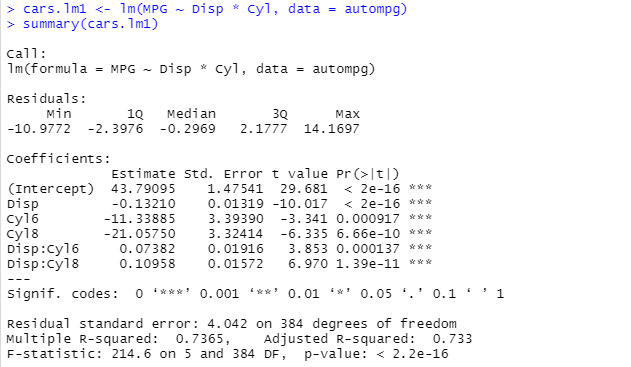 > cars.lm1 <- lm(MPG ~ Disp * Cyl, data = autompg)
> summary(cars.lm1)
Call:
lm(formula = MPG ~ Disp * Cyl, data = autompg)
Residuals:
     Min       1Q   Median       3Q      Max
-10.9772  -2.3976  -0.2969   2.1777  14.1697
Coefficients:
             Estimate Std. Error t value Pr(>|t|)
(Intercept)  43.79095    1.47541  29.681  < 2e-16 ***
Disp         -0.13210    0.01319 -10.017  < 2e-16 ***
Cyl6        -11.33885    3.39390  -3.341 0.000917 ***
Cyl8        -21.05750    3.32414  -6.335 6.66e-10 ***
Disp:Cyl6     0.07382    0.01916   3.853 0.000137 ***
Disp:Cyl8     0.10958    0.01572   6.970 1.39e-11 ***
---
Signif. codes:  0 ‘***’ 0.001 ‘**’ 0.01 ‘*’ 0.05 ‘.’ 0.1 ‘ ’ 1
Residual standard error: 4.042 on 384 degrees of freedom
Multiple R-squared:  0.7365,    Adjusted R-squared:  0.733
F-statistic: 214.6 on 5 and 384 DF,  p-value: < 2.2e-16